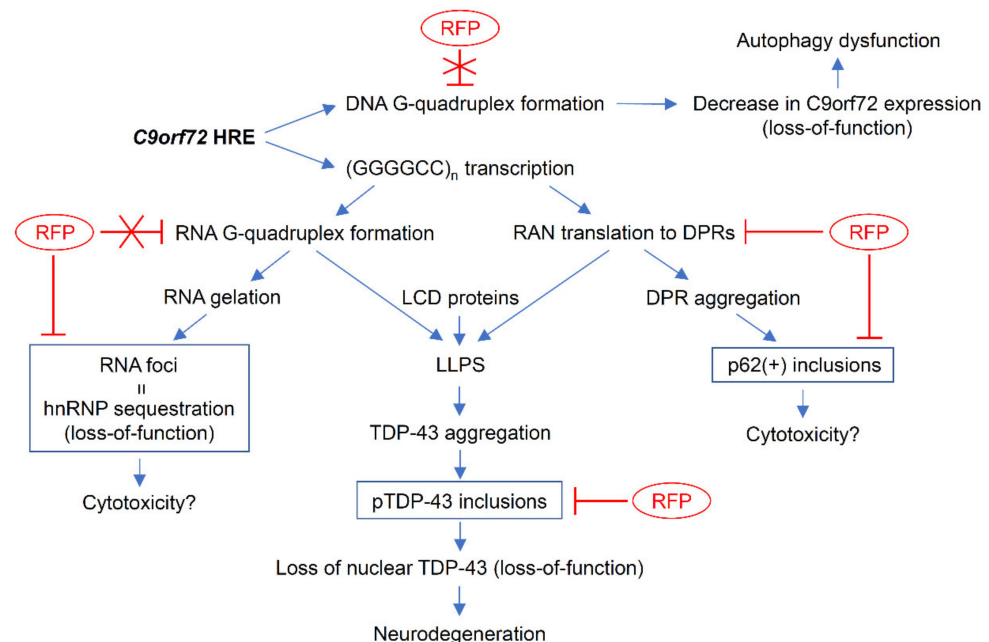 RFP
Autophagy dysfunction
DNA G-quadruplex formation
Decrease in C9orf72 expression
(loss-of-function)
C9orf72 HRE
(GGGGCC)n transcription
RFP
RNA G-quadruplex formation
RAN translation to DPRs
RFP
RNA gelation
LCD proteins
DPR aggregation
RNA foci
=
hnRNP sequestration
(loss-of-function)
LLPS
p62(+) inclusions
TDP-43 aggregation
Cytotoxicity?
Cytotoxicity?
pTDP-43 inclusions
RFP
Loss of nuclear TDP-43 (loss-of-function)
Neurodegeneration